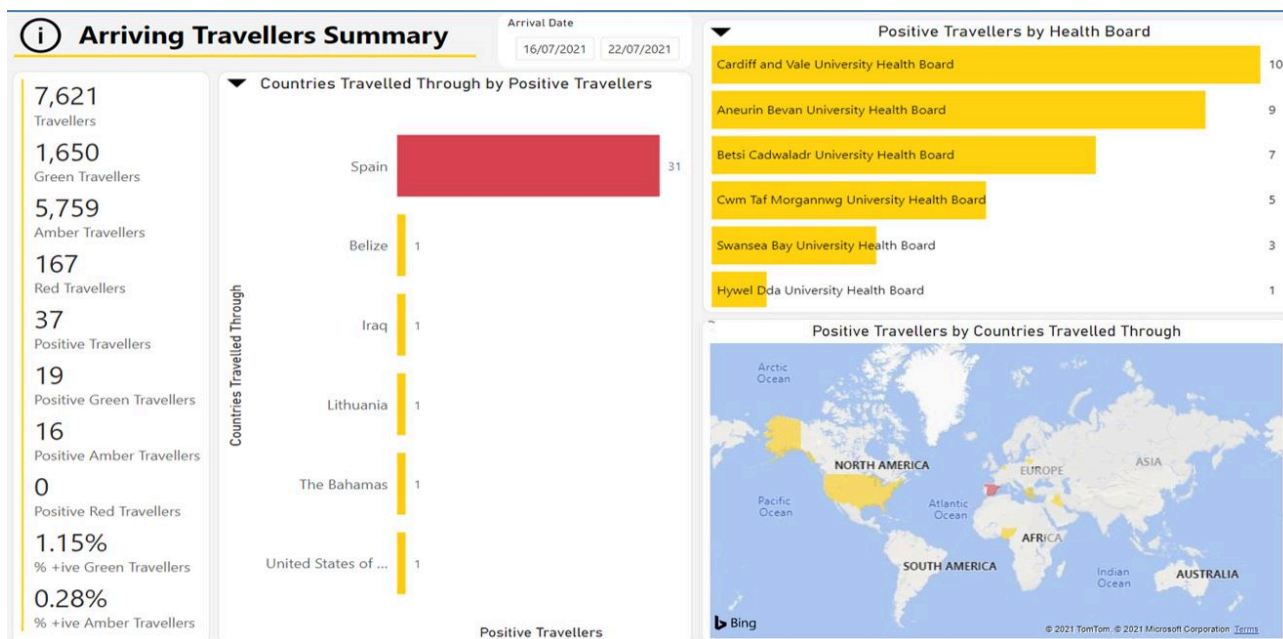 i Arriving Travellers Summary
Arrival Date
16/07/2021 22/07/2021
7,621
Travellers
1,650
Green Travellers
5,759
Amber Travellers
167
Red Travellers
37
Positive Travellers
19
Positive Green Travellers
16
Positive Amber Travellers
0
Positive Red Travellers
1.15%
% +ive Green Travellers
0.28%
% +ive Amber Travellers
Countries Travelled Through by Positive Travellers
Countries Travelled Through
Spain 31
Belize 1
Iraq 1
Lithuania 1
The Bahamas 1
United States of ... 1
Positive Travellers
Positive Travellers by Health Board
Cardiff and Vale University Health Board 10
Aneurin Bevan University Health Board 9
Betsi Cadwaladr University Health Board 7
Cwm Taf Morgannwg University Health Board 5
Swansea Bay University Health Board 3
Hywel Dda University Health Board 1
Positive Travellers by Countries Travelled Through
Arctic
Ocean
NORTH AMERICA
EUROPE
ASIA
Pacific
Ocean
Atlantic
Ocean
AFRICA
SOUTH AMERICA
Indian
Ocean
AUSTRALIA
Bing
© 2021 TomTom, © 2021 Microsoft Corporation Terms